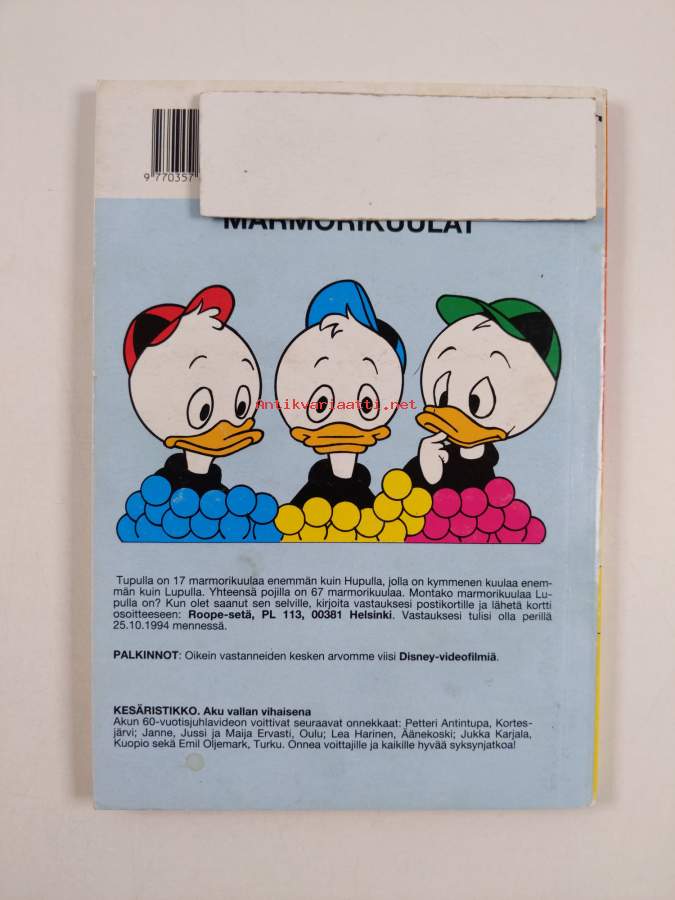 9 770357
MARMORIKUULAT
Antikvariaatti.net
Tupulla on 17 marmorikuulaa enemmän kuin Hupulla, jolla on kymmenen kuulaa enem-
män kuin Lupulla. Yhteensä pojilla on 67 marmorikuulaa. Montako marmorikuulaa Lu-
pulla on? Kun olet saanut sen selville, kirjoita vastauksesi postikortille ja lähetä kortti
osoitteeseen: Roope-setä, PL 113, 00381 Helsinki. Vastauksesi tulisi olla perillä
25.10.1994 mennessä.
PALKINNOT: Oikein vastanneiden kesken arvomme viisi Disney-videofilmiä.
KESÄRISTIKKO. Aku vallan vihaisena
Akun 60-vuotisjuhlavideon voittivat seuraavat onnekkaat: Petteri Antintupa, Kortes-
järvi; Janne, Jussi ja Maija Ervasti, Oulu; Lea Harinen, Äänekoski; Jukka Karjala,
Kuopio sekä Emil Oljemark, Turku. Onnea voittajille ja kaikille hyvää syksynjatkoa!